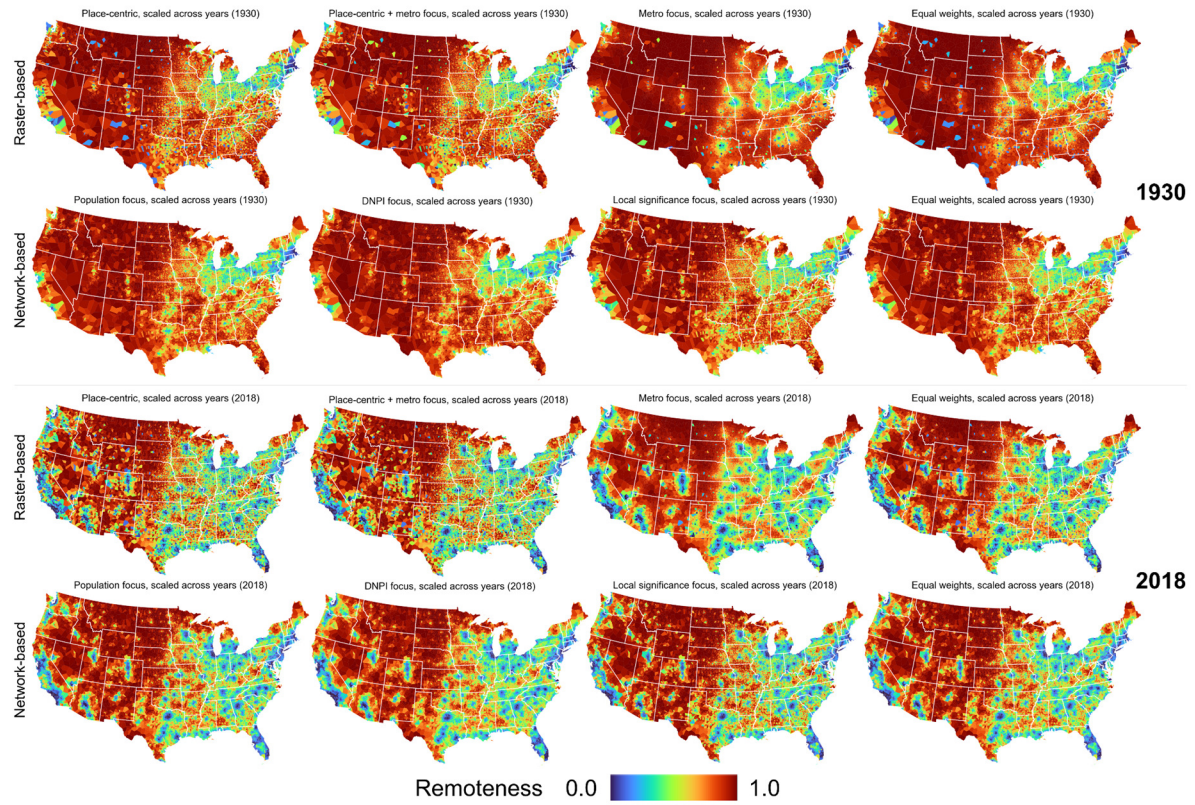 Place-centric, scaled across years (1930)
Place-centric + metro focus, scaled across years (1930)
Metro focus, scaled across years (1930)
Equal weights, scaled across years (1930)
Raster-based
1930
Population focus, scaled across years (1930)
DNPI focus, scaled across years (1930)
Local significance focus, scaled across years (1930)
Equal weights, scaled across years (1930)
Network-based
Place-centric, scaled across years (2018)
Place-centric + metro focus, scaled across years (2018)
Metro focus, scaled across years (2018)
Equal weights, scaled across years (2018)
Raster-based
2018
Population focus, scaled across years (2018)
DNPI focus, scaled across years (2018)
Local significance focus, scaled across years (2018)
Equal weights, scaled across years (2018)
Network-based
Remoteness 0.0 1.0